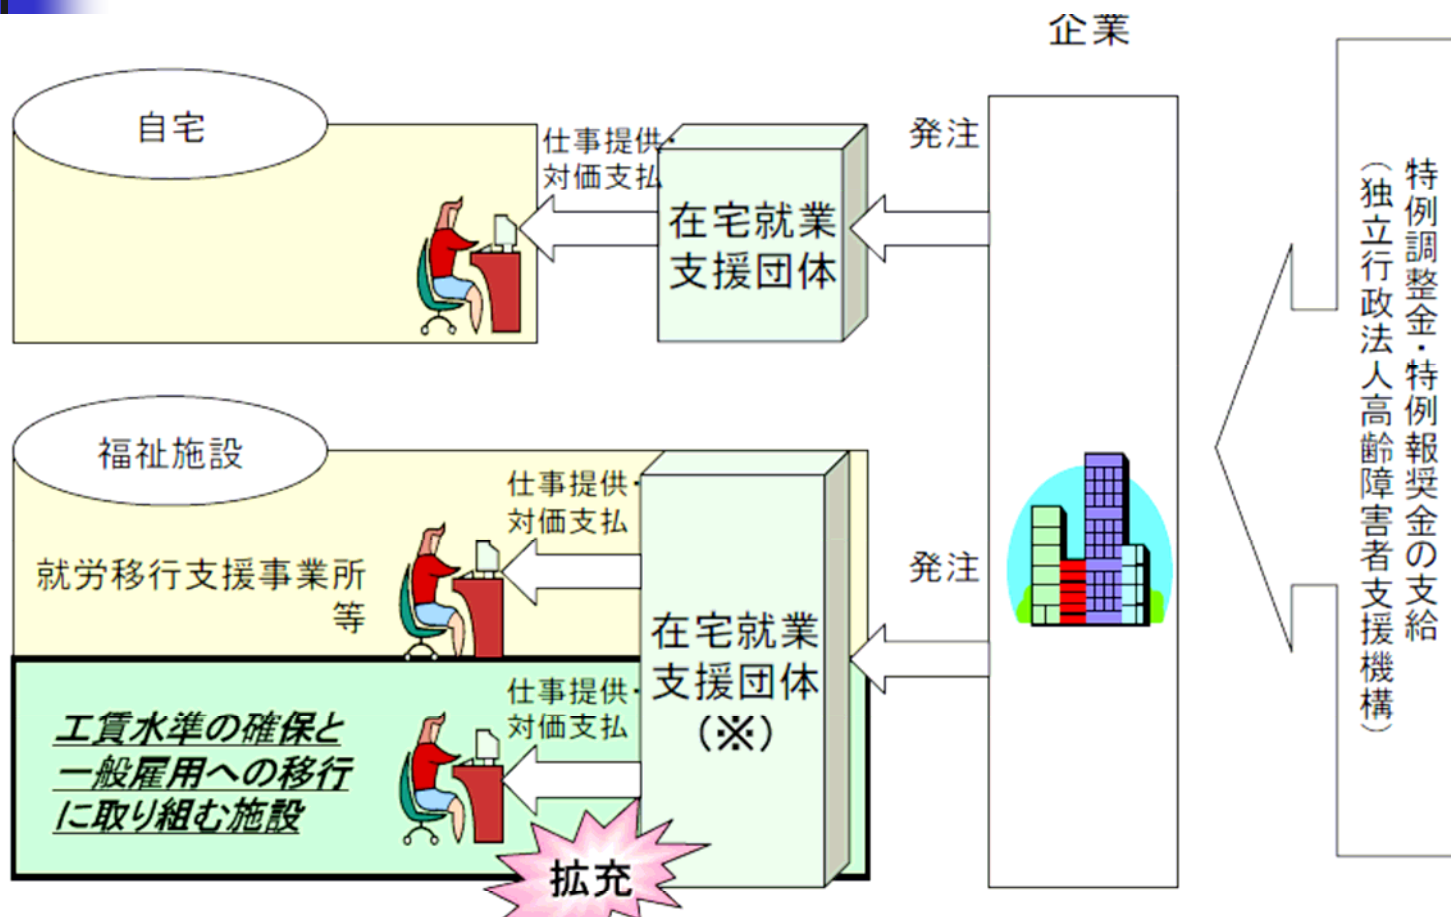 企業
自宅
仕事提供・
対価支払
在宅就業
支援団体
発注
福祉施設
仕事提供・
対価支払
就労移行支援事業所
等
在宅就業
支援団体
（※）
発注
仕事提供・
対価支払
工賃水準の確保と
一般雇用への移行
に取り組む施設
拡充
特例調整金・特例報奨金の支給
（独立行政法人高齢障害者支援機構）